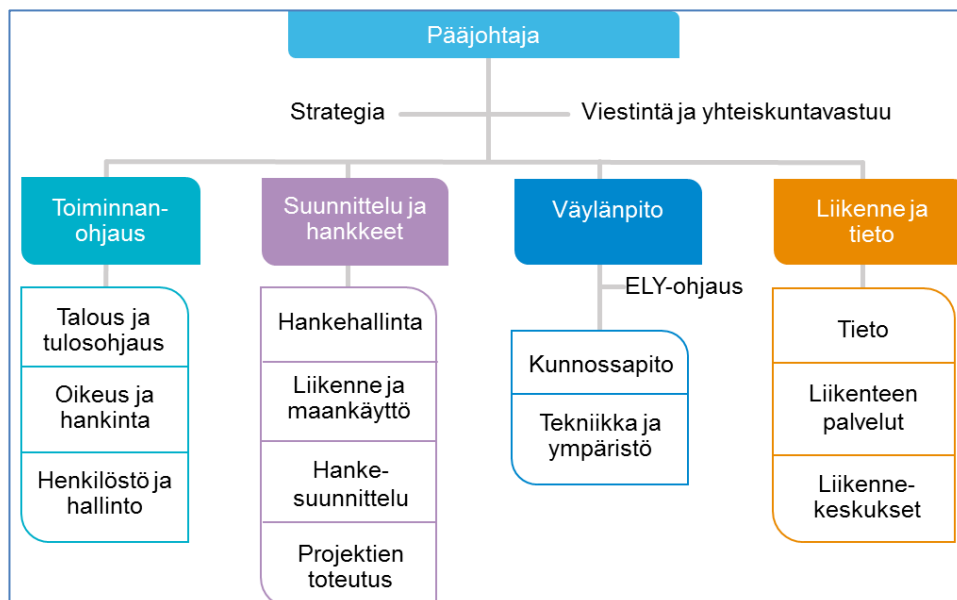 Pääjohtaja
Strategia
Viestintä ja yhteiskuntavastuu
Toiminnan-
ohjaus
Talous ja
tulosohjaus
Oikeus ja
hankinta
Henkilöstö ja
hallinto
Suunnittelu ja
hankkeet
Hankehallinta
Liikenne ja
maankäyttö
Hanke-
suunnittelu
Projektien
toteutus
Väylänpito
ELY-ohjaus
Kunnossapito
Tekniikka ja
ympäristö
Liikenne ja
tieto
Tieto
Liikenteen
palvelut
Liikenne-
keskukset